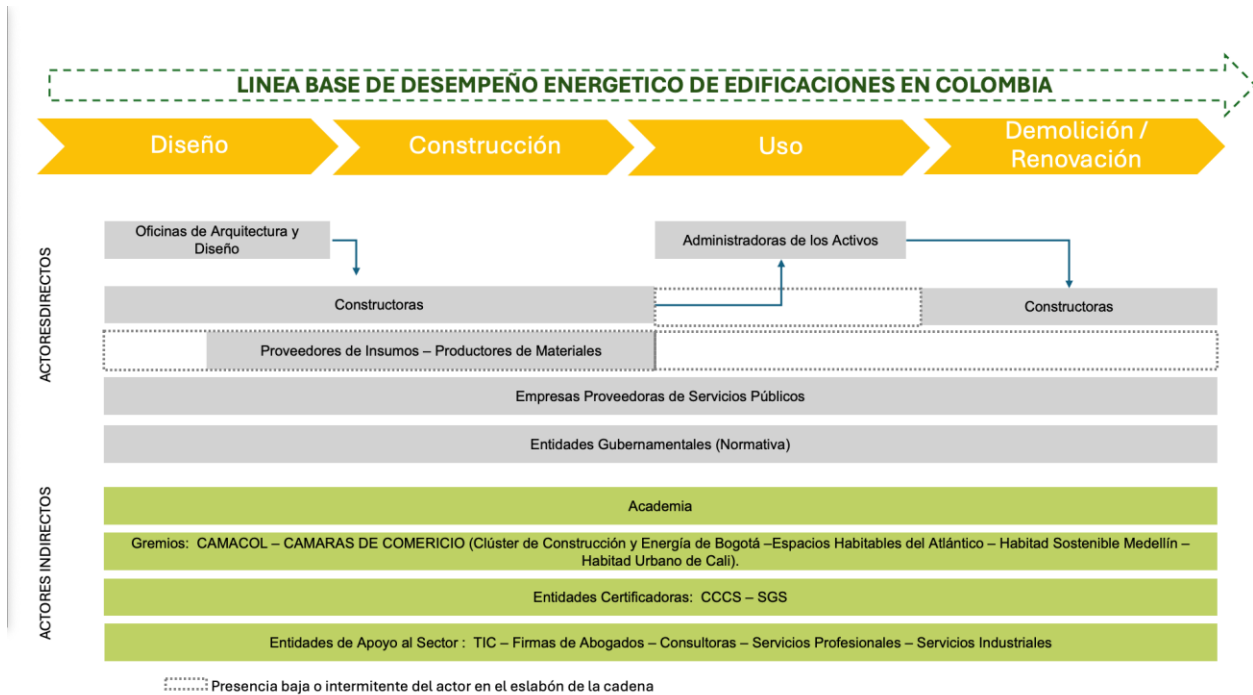 LINEA BASE DE DESEMPEÑO ENERGETICO DE EDIFICACIONES EN COLOMBIA
Diseño
Construcción
Uso
Demolición /
Renovación
ACTORESDIRECTOS
Oficinas de Arquitectura y
Diseño
Administradoras de los Activos
Constructoras
Constructoras
Proveedores de Insumos – Productores de Materiales
Empresas Proveedoras de Servicios Públicos
Entidades Gubernamentales (Normativa)
ACTORES INDIRECTOS
Academia
Gremios: CAMACOL – CAMARAS DE COMERICIO (Clúster de Construcción y Energía de Bogotá –Espacios Habitables del Atlántico – Habitad Sostenible Medellín –
Habitad Urbano de Cali).
Entidades Certificadoras: CCCS – SGS
Entidades de Apoyo al Sector : TIC – Firmas de Abogados – Consultoras – Servicios Profesionales – Servicios Industriales
Presencia baja o intermitente del actor en el eslabón de la cadena